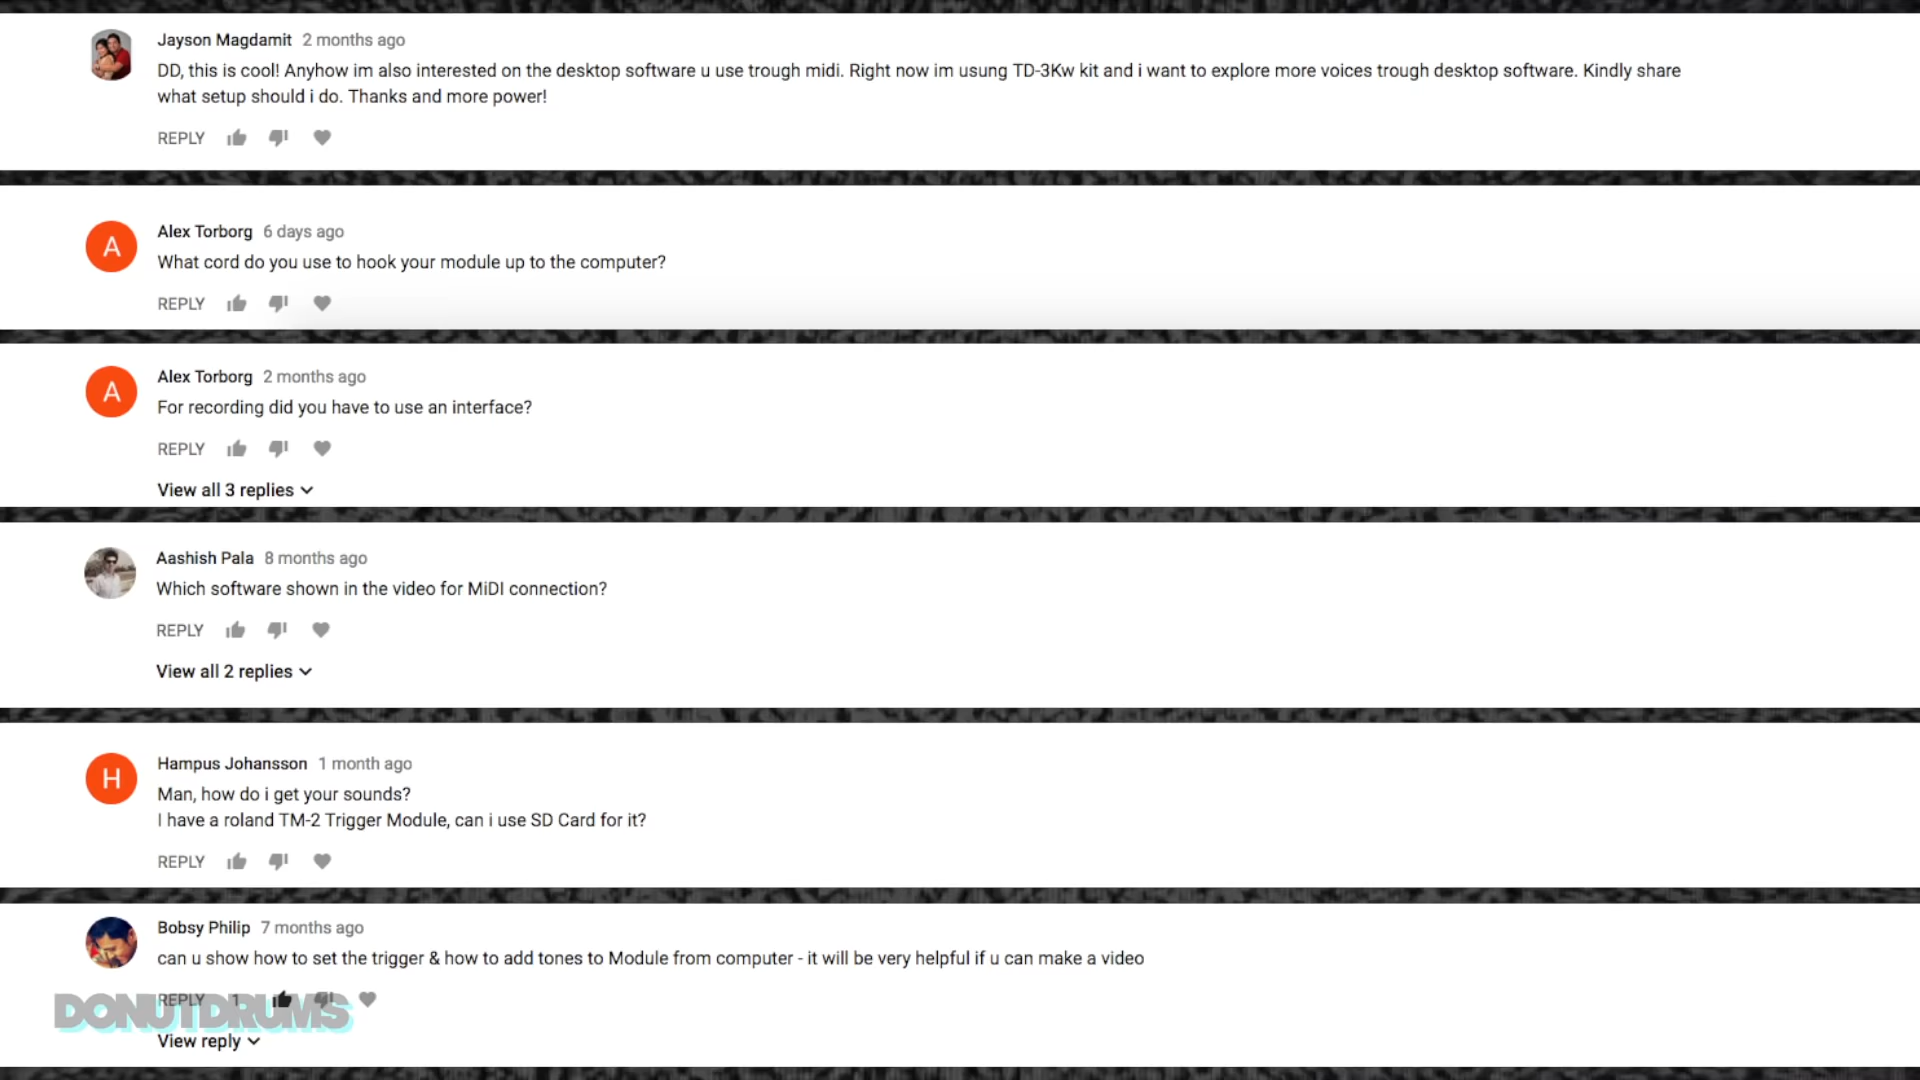 Jayson Magdamit 2 months ago
DD, this is cool! Anyhow im also interested on the desktop software u use trough midi. Right now im usung TD-3Kw kit and i want to explore more voices trough desktop software. Kindly share
what setup should i do. Thanks and more power!
REPLY
A
Alex Torborg 6 days ago
What cord do you use to hook your module up to the computer?
REPLY
A
Alex Torborg 2 months ago
For recording did you have to use an interface?
REPLY
View all 3 replies
Aashish Pala 8 months ago
Which software shown in the video for MiDI connection?
REPLY
View all 2 replies
H
Hampus Johansson 1 month ago
Man, how do i get your sounds?
I have a roland TM-2 Trigger Module, can i use SD Card for it?
REPLY
Bobsy Philip 7 months ago
can u show how to set the trigger & how to add tones to Module from computer - it will be very helpful if u can make a video
REPLY 1
DONUTDRUMS
View reply